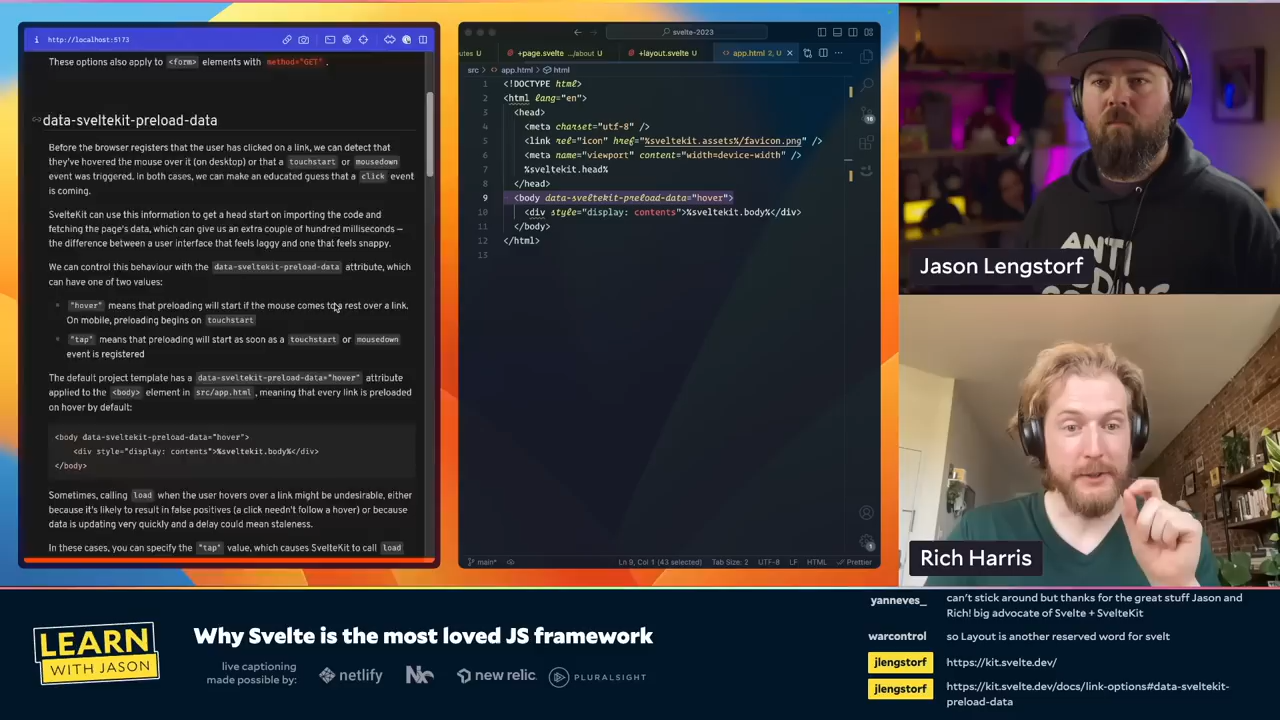 http://localhost:5173
These options also apply to <form> elements with method="GET" .
data-sveltekit-preload-data
Before the browser registers that the user has clicked on a link, we can detect that
they've hovered the mouse over it (on desktop) or that a touchstart or mousedown
event was triggered. In both cases, we can make an educated guess that a click event
is coming.
SvelteKit can use this information to get a head start on importing the code and
fetching the page's data, which can give us an extra couple of hundred milliseconds —
the difference between a user interface that feels laggy and one that feels snappy.
We can control this behaviour with the data-sveltekit-preload-data attribute, which
can have one of two values:
"hover" means that preloading will start if the mouse comes to a rest over a link.
On mobile, preloading begins on touchstart
"tap" means that preloading will start as soon as a touchstart or mousedown
event is registered
The default project template has a data-sveltekit-preload-data="hover" attribute
applied to the <body> element in src/app.html, meaning that every link is preloaded
on hover by default:
<body data-sveltekit-preload-data="hover">
<div style="display: contents">%sveltekit.body%</div>
</body>
Sometimes, calling load when the user hovers over a link might be undesirable, either
because it's likely to result in false positives (a click needn't follow a hover) or because
data is updating very quickly and a delay could mean staleness.
In these cases, you can specify the "tap" value, which causes SvelteKit to call load
svelte-2023
utes U
+page.svelte .../about U
+layout.svelte U
app.html 2, U
src > app.html > html
1 <!DOCTYPE html>
2 <html lang="en">
3 <head>
4 <meta charset="utf-8" />
5 <link rel="icon" href="%sveltekit.assets%/favicon.png" />
6 <meta name="viewport" content="width=device-width" />
7 %sveltekit.head%
8 </head>
9 <body data-sveltekit-preload-data="hover">
10 <div style="display: contents">%sveltekit.body%</div>
11 </body>
12 </html>
13
main* Ln 9, Col 1 (43 selected) Tab Size: 2 UTF-8 LF HTML Prettier
ANTI
Jason Lengstorf
Rich Harris
LEARN
WITH JASON
Why Svelte is the most loved JS framework
live captioning
made possible by:
netlify
new relic.
PLURALSIGHT
yanneves_ can't stick around but thanks for the great stuff Jason and
Rich! big advocate of Svelte + SvelteKit
warcontrol so Layout is another reserved word for svelt
jlengstorf https://kit.svelte.dev/
jlengstorf https://kit.svelte.dev/docs/link-options#data-sveltekit-
preload-data